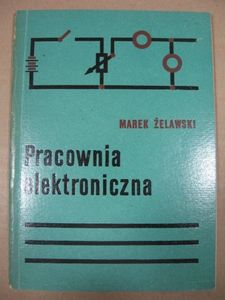 MAREK ŻELAWSKI
Pracownia
elektroniczna